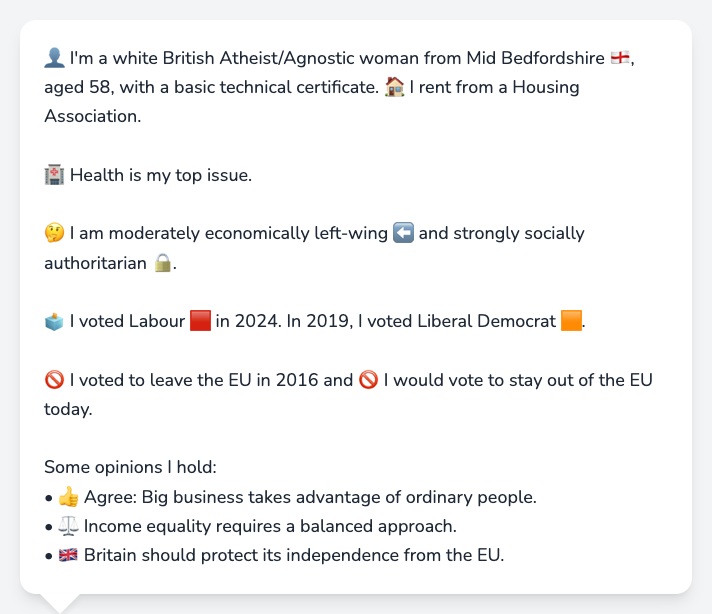 👤 I'm a white British Atheist/Agnostic woman from Mid Bedfordshire 🏴󠁧󠁢󠁥󠁮󠁧󠁿,
aged 58, with a basic technical certificate. 🏠 I rent from a Housing
Association.
🏥 Health is my top issue.
🤔 I am moderately economically left-wing ⬅️ and strongly socially
authoritarian 🔒.
🗳️ I voted Labour 🟥 in 2024. In 2019, I voted Liberal Democrat 🟧.
🚫 I voted to leave the EU in 2016 and 🚫 I would vote to stay out of the EU
today.
Some opinions I hold:
• 👍 Agree: Big business takes advantage of ordinary people.
• ⚖️ Income equality requires a balanced approach.
• 🇬🇧 Britain should protect its independence from the EU.